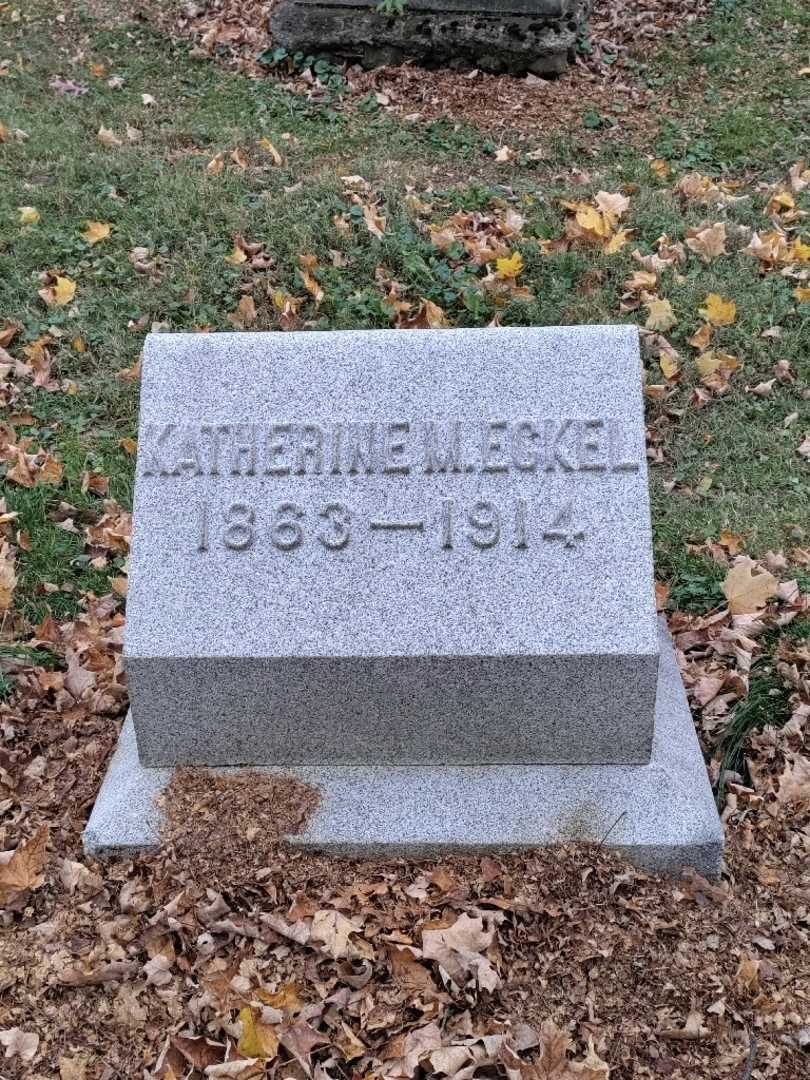 KATHERINE M. ECKEL
1863 — 1914